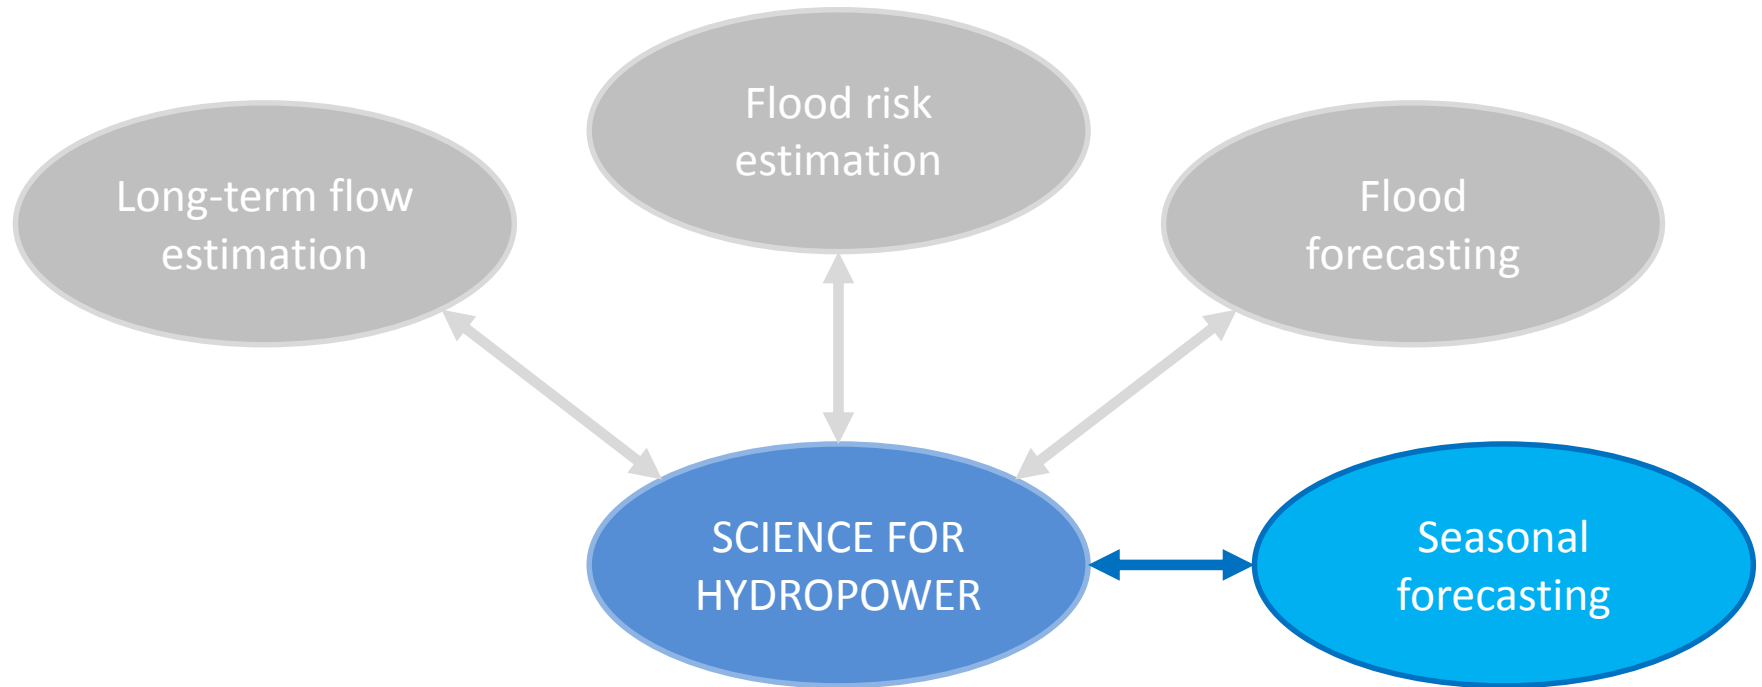 Long-term flow
estimation
Flood risk
estimation
Flood
forecasting
SCIENCE FOR
HYDROPOWER
Seasonal
forecasting